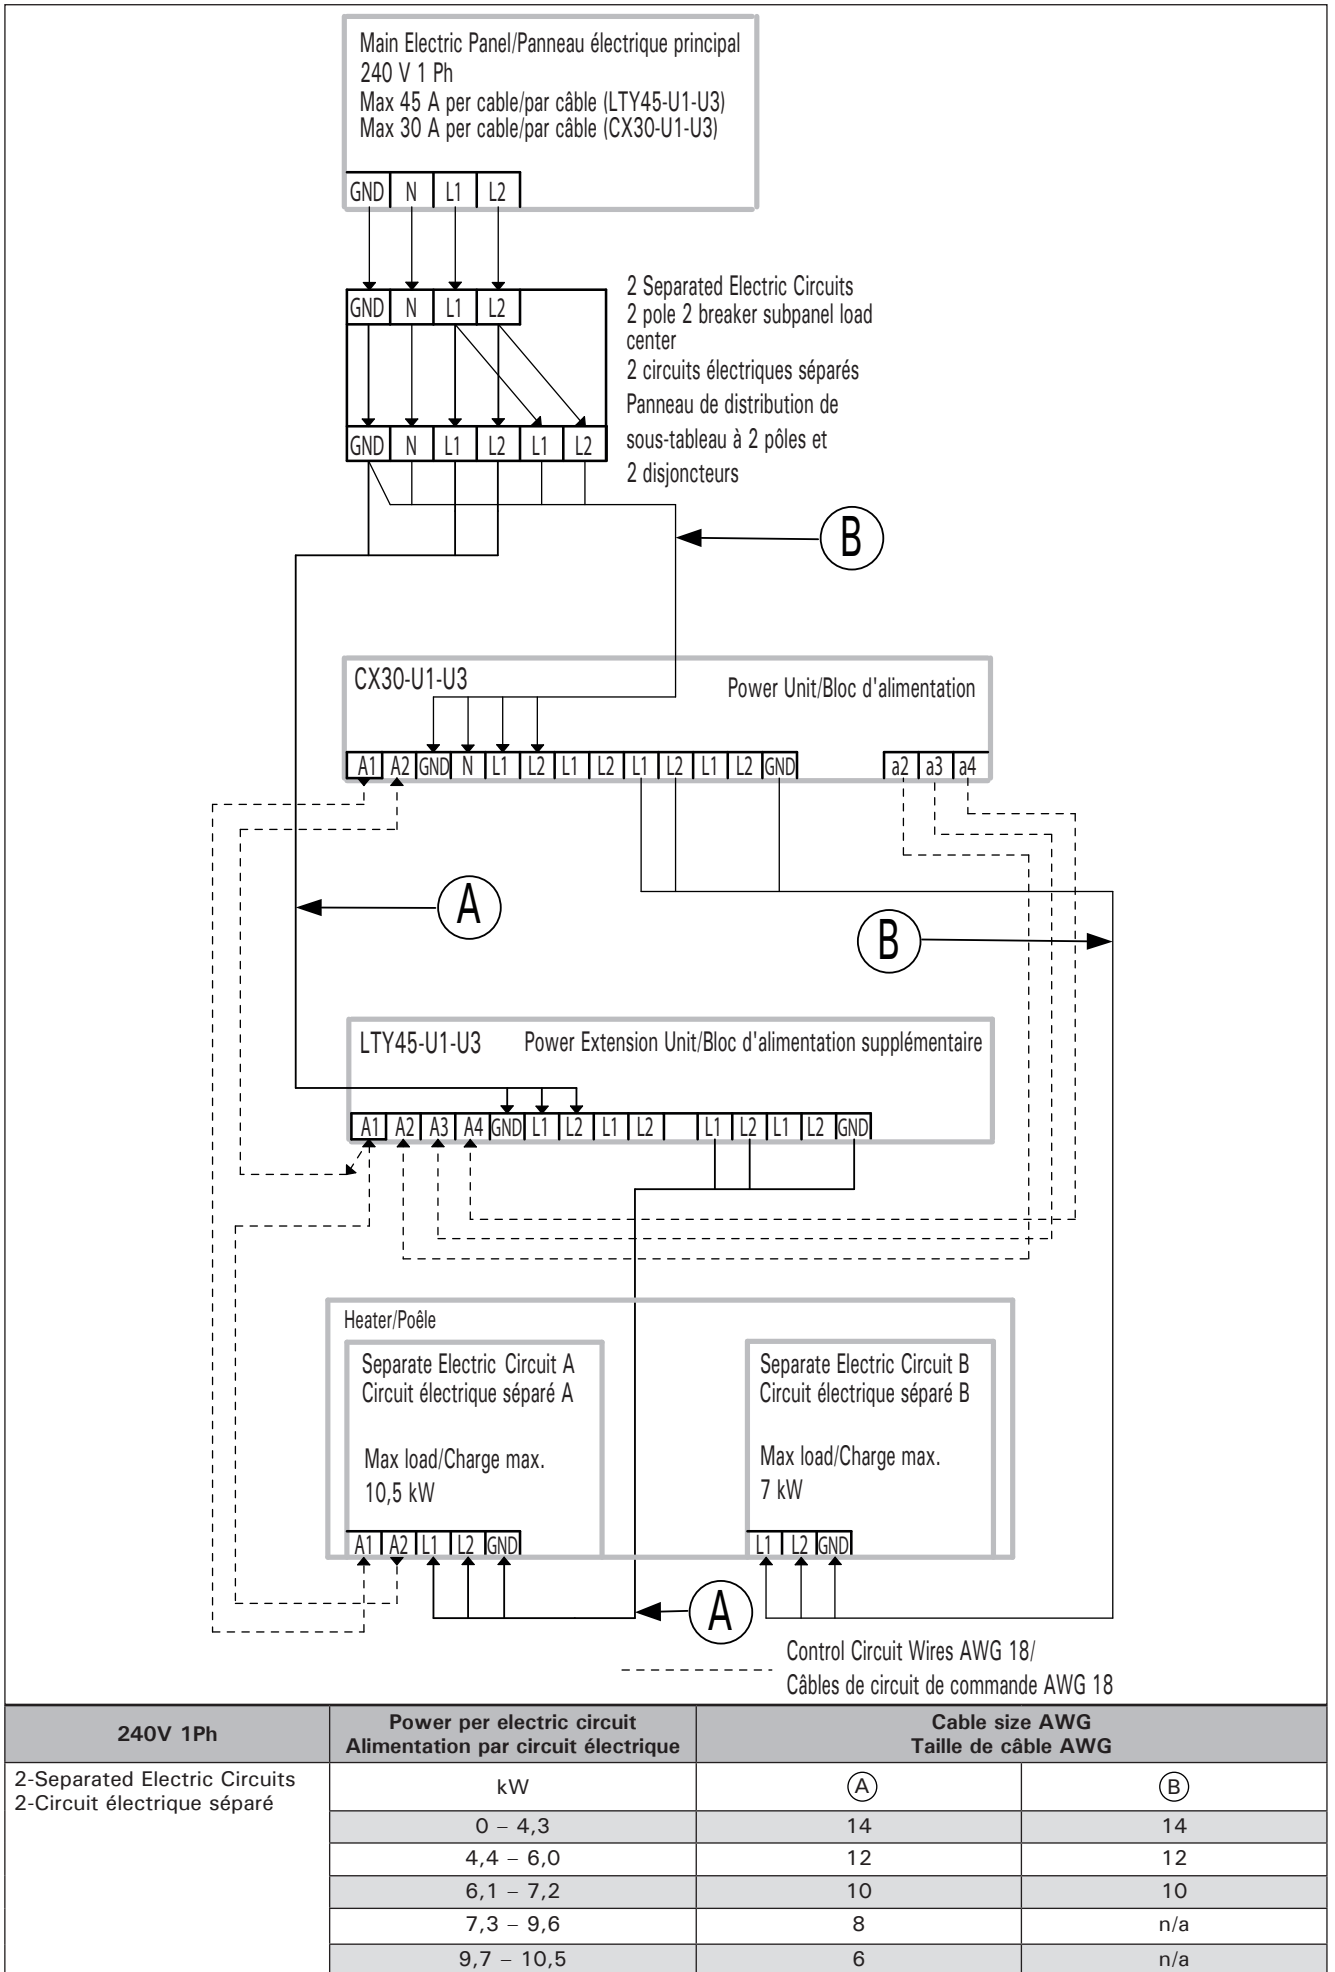 Main Electric Panel/Panneau électrique principal
240 V 1 Ph
Max 45 A per cable/par câble (LTY45-U1-U3)
Max 30 A per cable/par câble (CX30-U1-U3)
GND N L1 L2
GND N L1 L2
GND N L1 L2 L1 L2
2 Separated Electric Circuits
2 pole 2 breaker subpanel load
center
2 circuits électriques séparés
Panneau de distribution de
sous-tableau à 2 pôles et
2 disjoncteurs
B
CX30-U1-U3
Power Unit/Bloc d'alimentation
A1 A2 GND N L1 L2 L1 L2 L1 L2 L1 L2 GND
a2 a3 a4
A
B
LTY45-U1-U3 Power Extension Unit/Bloc d'alimentation supplémentaire
A1 A2 A3 A4 GND L1 L2 L1 L2 L1 L2 L1 L2 GND
Heater/Poêle
Separate Electric Circuit A
Circuit électrique séparé A
Max load/Charge max.
10,5 kW
A1 A2 L1 L2 GND
Separate Electric Circuit B
Circuit électrique séparé B
Max load/Charge max.
7 kW
L1 L2 GND
A
Control Circuit Wires AWG 18/
Câbles de circuit de commande AWG 18
240V 1Ph
Power per electric circuit
Alimentation par circuit électrique
Cable size AWG
Taille de câble AWG
2-Separated Electric Circuits
2-Circuit électrique séparé
kW A B
0 – 4,3 14 14
4,4 – 6,0 12 12
6,1 – 7,2 10 10
7,3 – 9,6 8 n/a
9,7 – 10,5 6 n/a